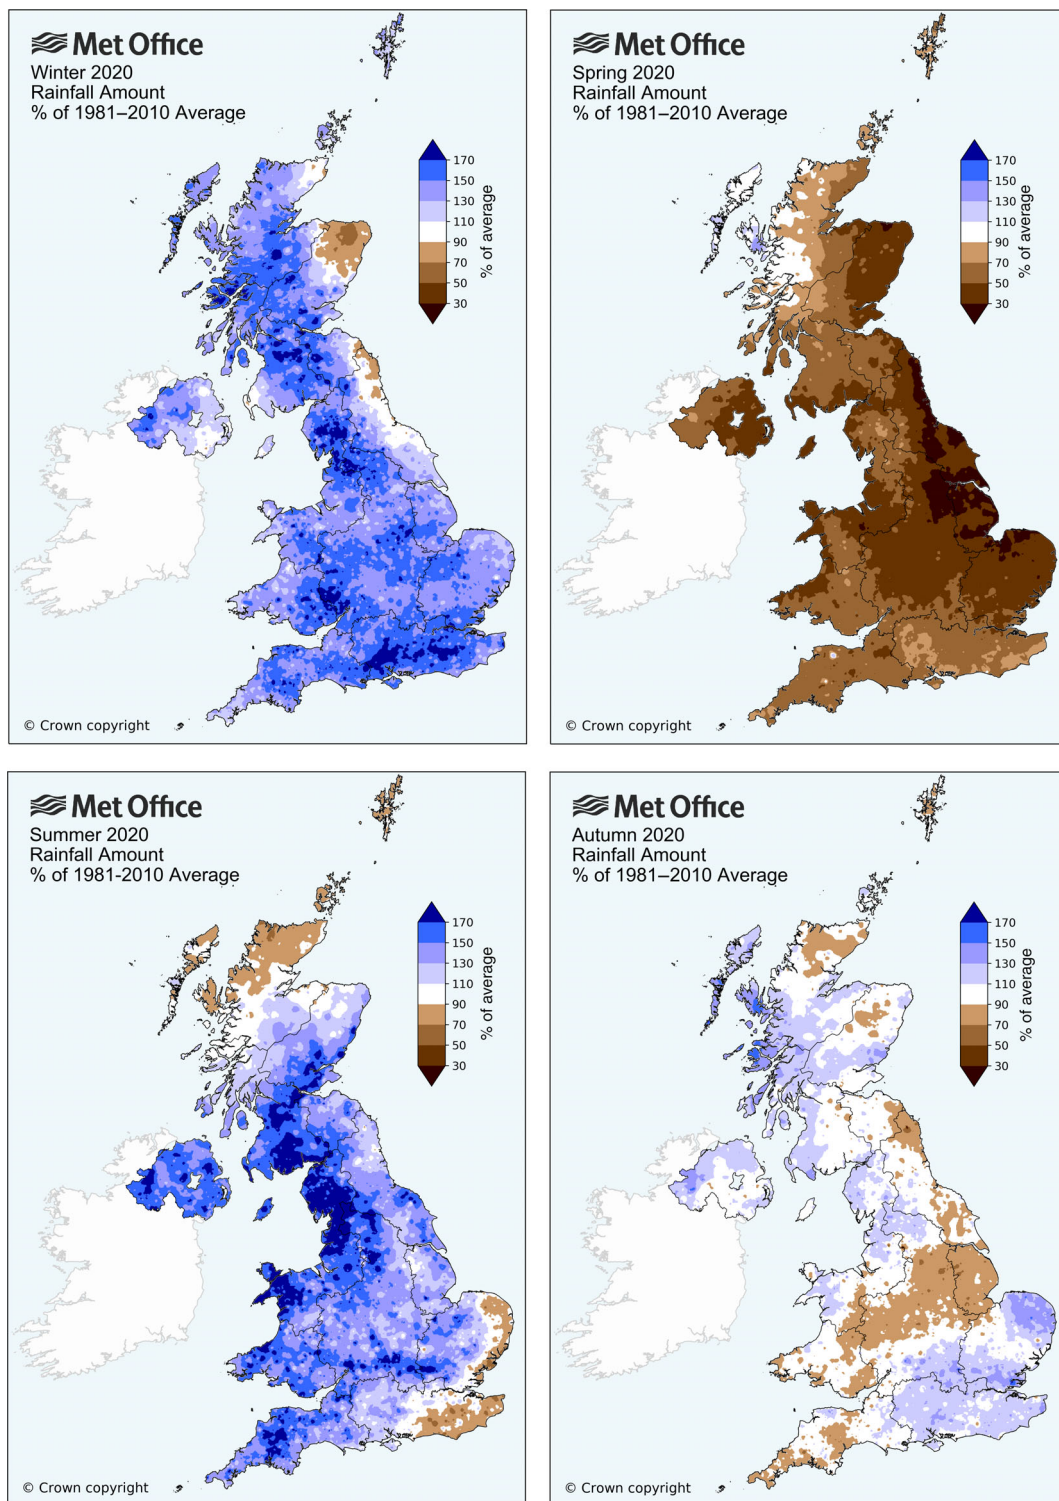 Met Office
Winter 2020
Rainfall Amount
% of 1981–2010 Average
170
150
130
110
90
70
50
30
% of average
© Crown copyright
Met Office
Spring 2020
Rainfall Amount
% of 1981–2010 Average
170
150
130
110
90
70
50
30
% of average
© Crown copyright
Met Office
Summer 2020
Rainfall Amount
% of 1981-2010 Average
170
150
130
110
90
70
50
30
% of average
© Crown copyright
Met Office
Autumn 2020
Rainfall Amount
% of 1981–2010 Average
170
150
130
110
90
70
50
30
% of average
© Crown copyright